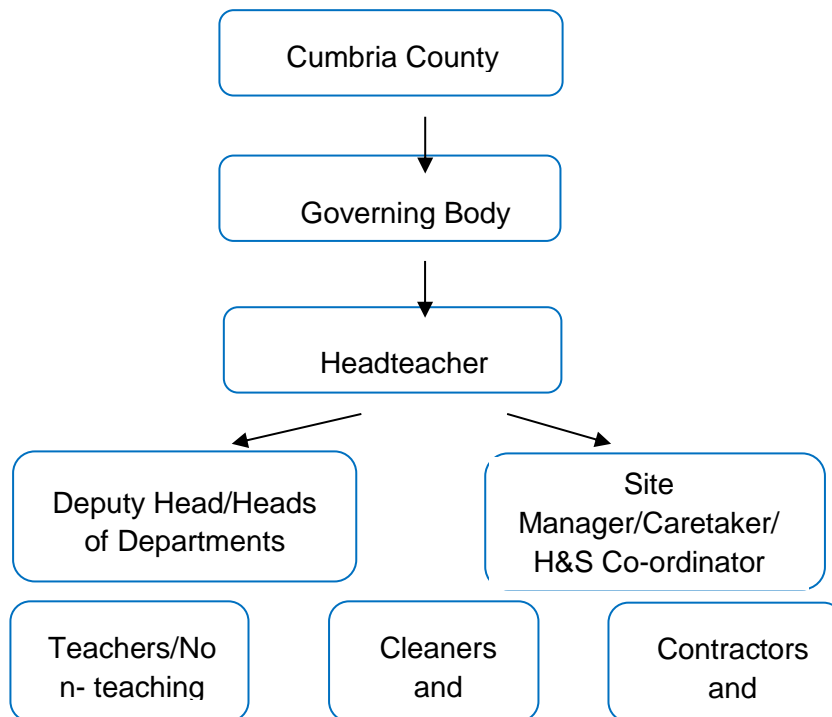 Cumbria County
Governing Body
Headteacher
Deputy Head/Heads
of Departments
Site
Manager/Caretaker/
H&S Co-ordinator
Teachers/No
n- teaching
Cleaners
and
Contractors
and